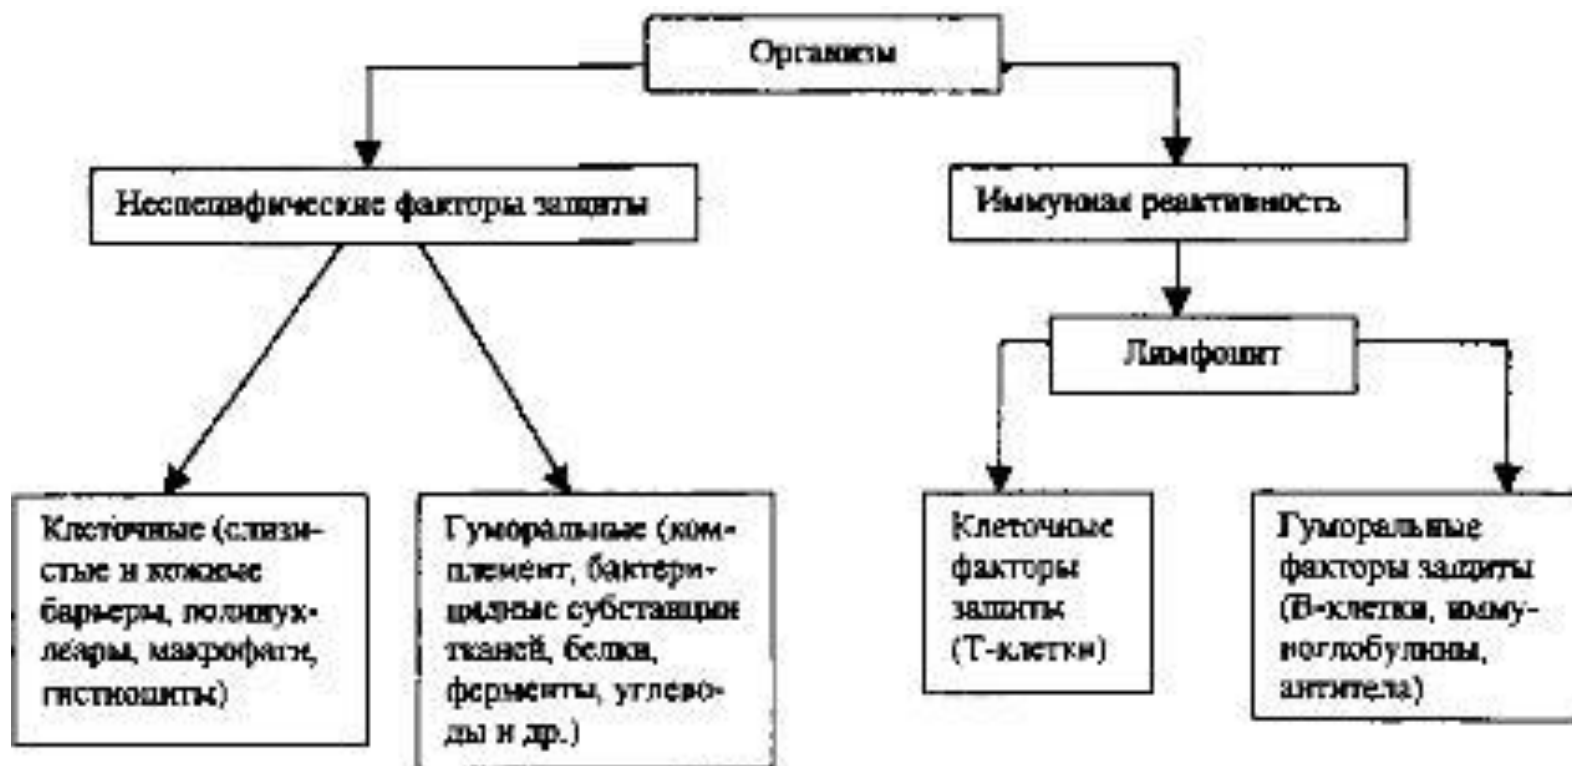 Организм
Неспецифические факторы защиты
Иммунная реактивность
Лимфоцит
Клеточные (слизи-
стые и кожные
барьеры, полинук-
леары, макрофаги,
гистиоциты)
Гуморальные (ком-
племент, бактери-
цидные субстанции
тканей, белки,
ферменты, углево-
ды и др.)
Клеточные
факторы
защиты
(Т-клетки)
Гуморальные
факторы защиты
(В-клетки, имму-
ноглобулины,
антитела)